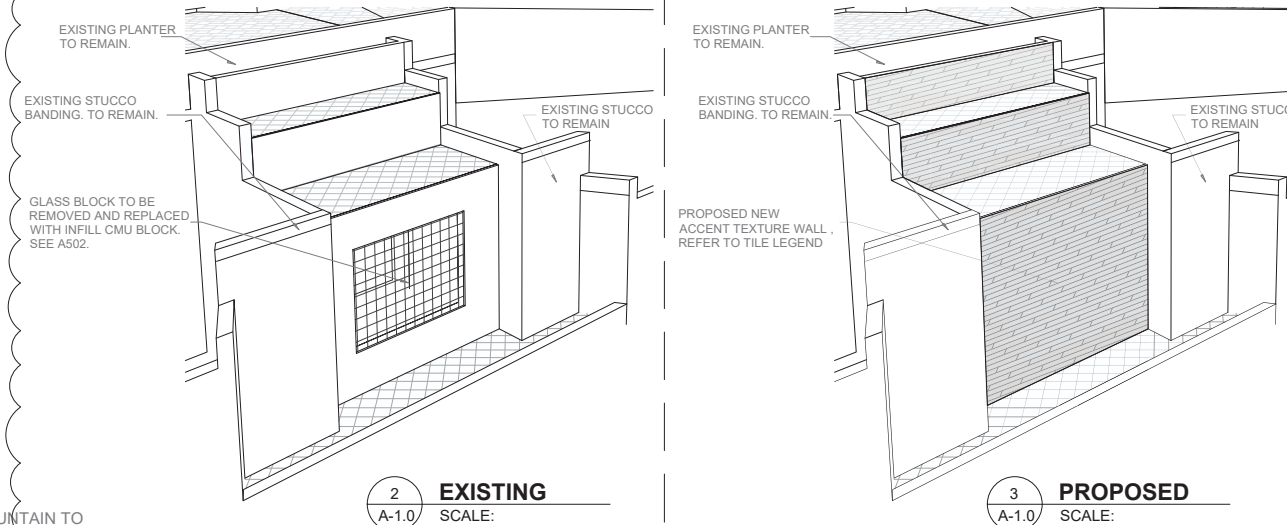 EXISTING PLANTER
TO REMAIN.
EXISTING STUCCO
BANDING. TO REMAIN.
EXISTING STUCCO
TO REMAIN
GLASS BLOCK TO BE
REMOVED AND REPLACED
WITH INFILL CMU BLOCK.
SEE A502.
2
A-1.0
EXISTING
SCALE:
UNTAIN TO
EXISTING PLANTER
TO REMAIN.
EXISTING STUCCO
BANDING. TO REMAIN.
EXISTING STUCC
TO REMAIN
PROPOSED NEW
ACCENT TEXTURE WALL ,
REFER TO TILE LEGEND
3
A-1.0
PROPOSED
SCALE: